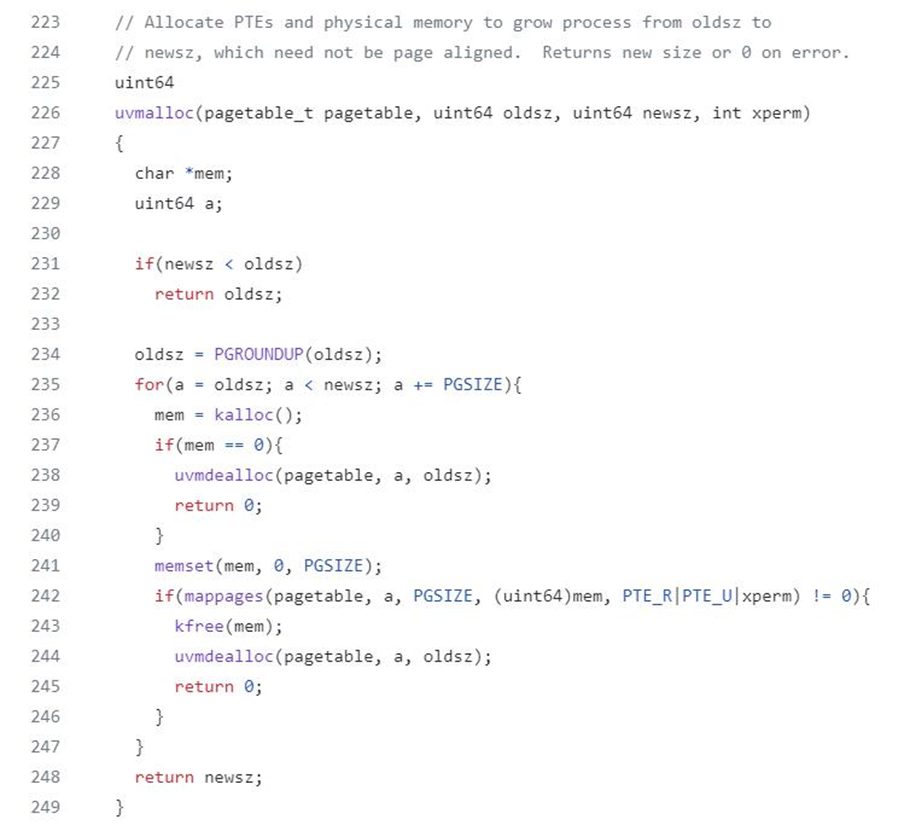 223 // Allocate PTEs and physical memory to grow process from oldsz to
224 // newsz, which need not be page aligned.  Returns new size or 0 on error.
225 uint64
226 uvmalloc(pagetable_t pagetable, uint64 oldsz, uint64 newsz, int xperm)
227 {
228   char *mem;
229   uint64 a;
230
231   if(newsz < oldsz)
232     return oldsz;
233
234   oldsz = PGROUNDUP(oldsz);
235   for(a = oldsz; a < newsz; a += PGSIZE){
236     mem = kalloc();
237     if(mem == 0){
238       uvmdealloc(pagetable, a, oldsz);
239       return 0;
240     }
241     memset(mem, 0, PGSIZE);
242     if(mappages(pagetable, a, PGSIZE, (uint64)mem, PTE_R|PTE_U|xperm) != 0){
243       kfree(mem);
244       uvmdealloc(pagetable, a, oldsz);
245       return 0;
246     }
247   }
248   return newsz;
249 }